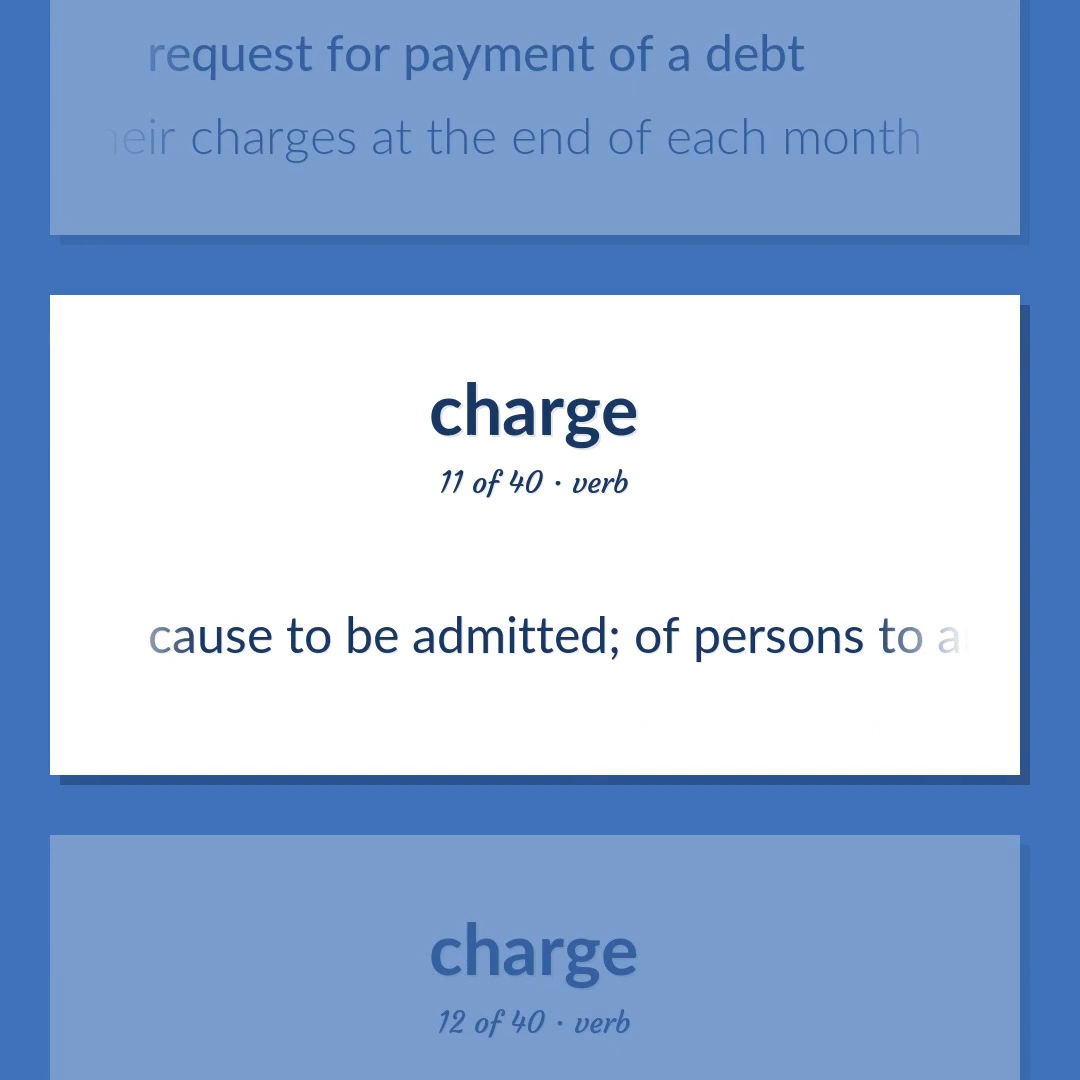 request for payment of a debt
charges at the end of each month
charge
11 of 40 · verb
cause to be admitted; of persons to
charge
12 of 40 · verb